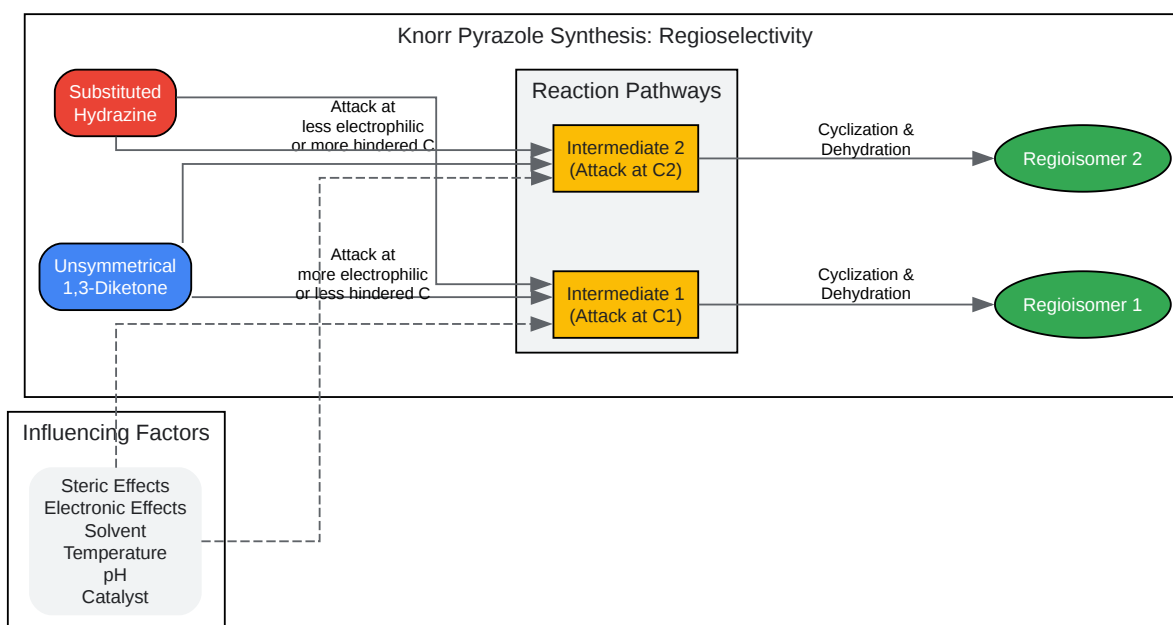 Knorr Pyrazole Synthesis: Regioselectivity
Substituted
Hydrazine
Attack at
less electrophilic
or more hindered C
Reaction Pathways
Intermediate 2
(Attack at C2)
Cyclization &
Dehydration
Regioisomer 2
Unsymmetrical
1,3-Diketone
Attack at
more electrophilic
or less hindered C
Intermediate 1
(Attack at C1)
Cyclization &
Dehydration
Regioisomer 1
Influencing Factors
Steric Effects
Electronic Effects
Solvent
Temperature
pH
Catalyst